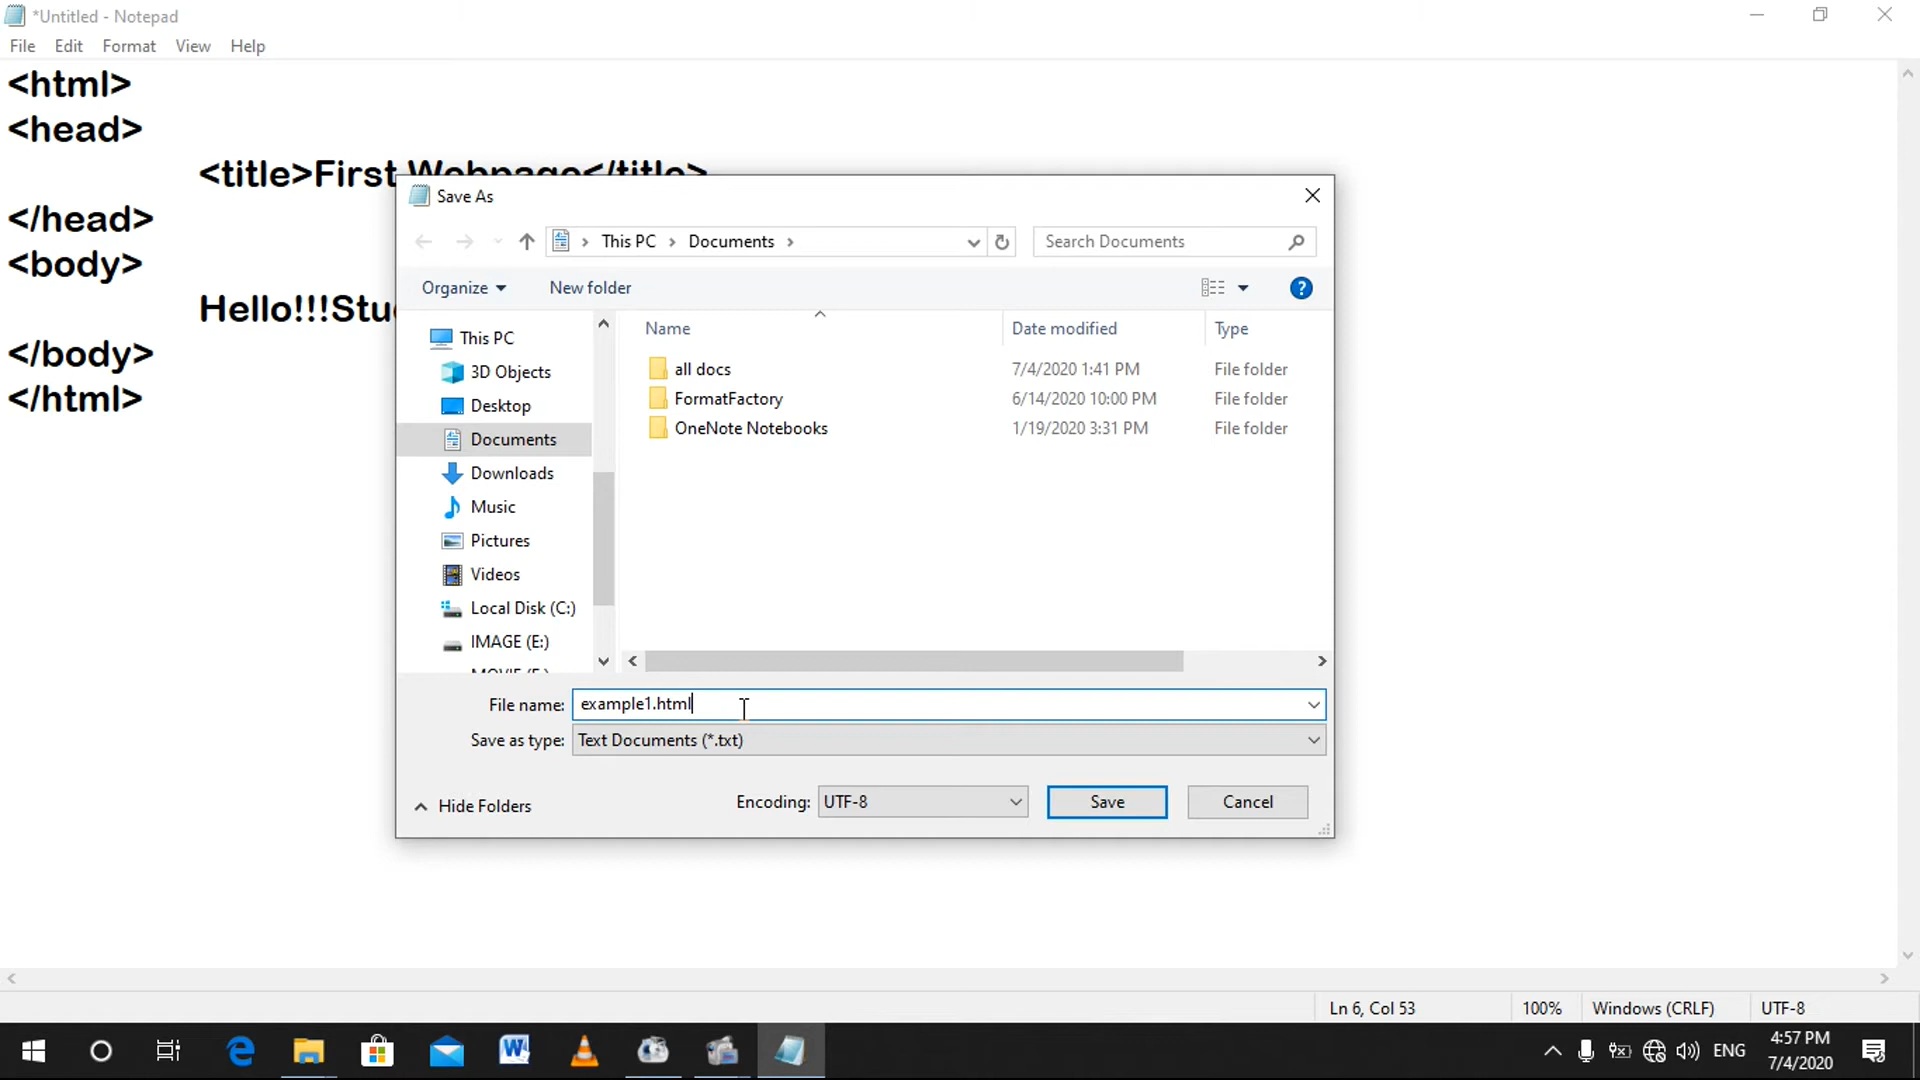 *Untitled - Notepad
File Edit Format View Help
<html>
<head>
<title>First Webpage</title>
</head>
<body>
Hello!!!Stu
</body>
</html>
Save As
This PC Documents
Search Documents
Organize New folder
Name Date modified Type
This PC
3D Objects
Desktop
Documents
Downloads
Music
Pictures
Videos
Local Disk (C:)
IMAGE (E:)
all docs 7/4/2020 1:41 PM File folder
FormatFactory 6/14/2020 10:00 PM File folder
OneNote Notebooks 1/19/2020 3:31 PM File folder
File name: example1.html
Save as type: Text Documents (*.txt)
Hide Folders Encoding: UTF-8 Save Cancel
Ln 6, Col 53 100% Windows (CRLF) UTF-8
ENG 4:57 PM
7/4/2020